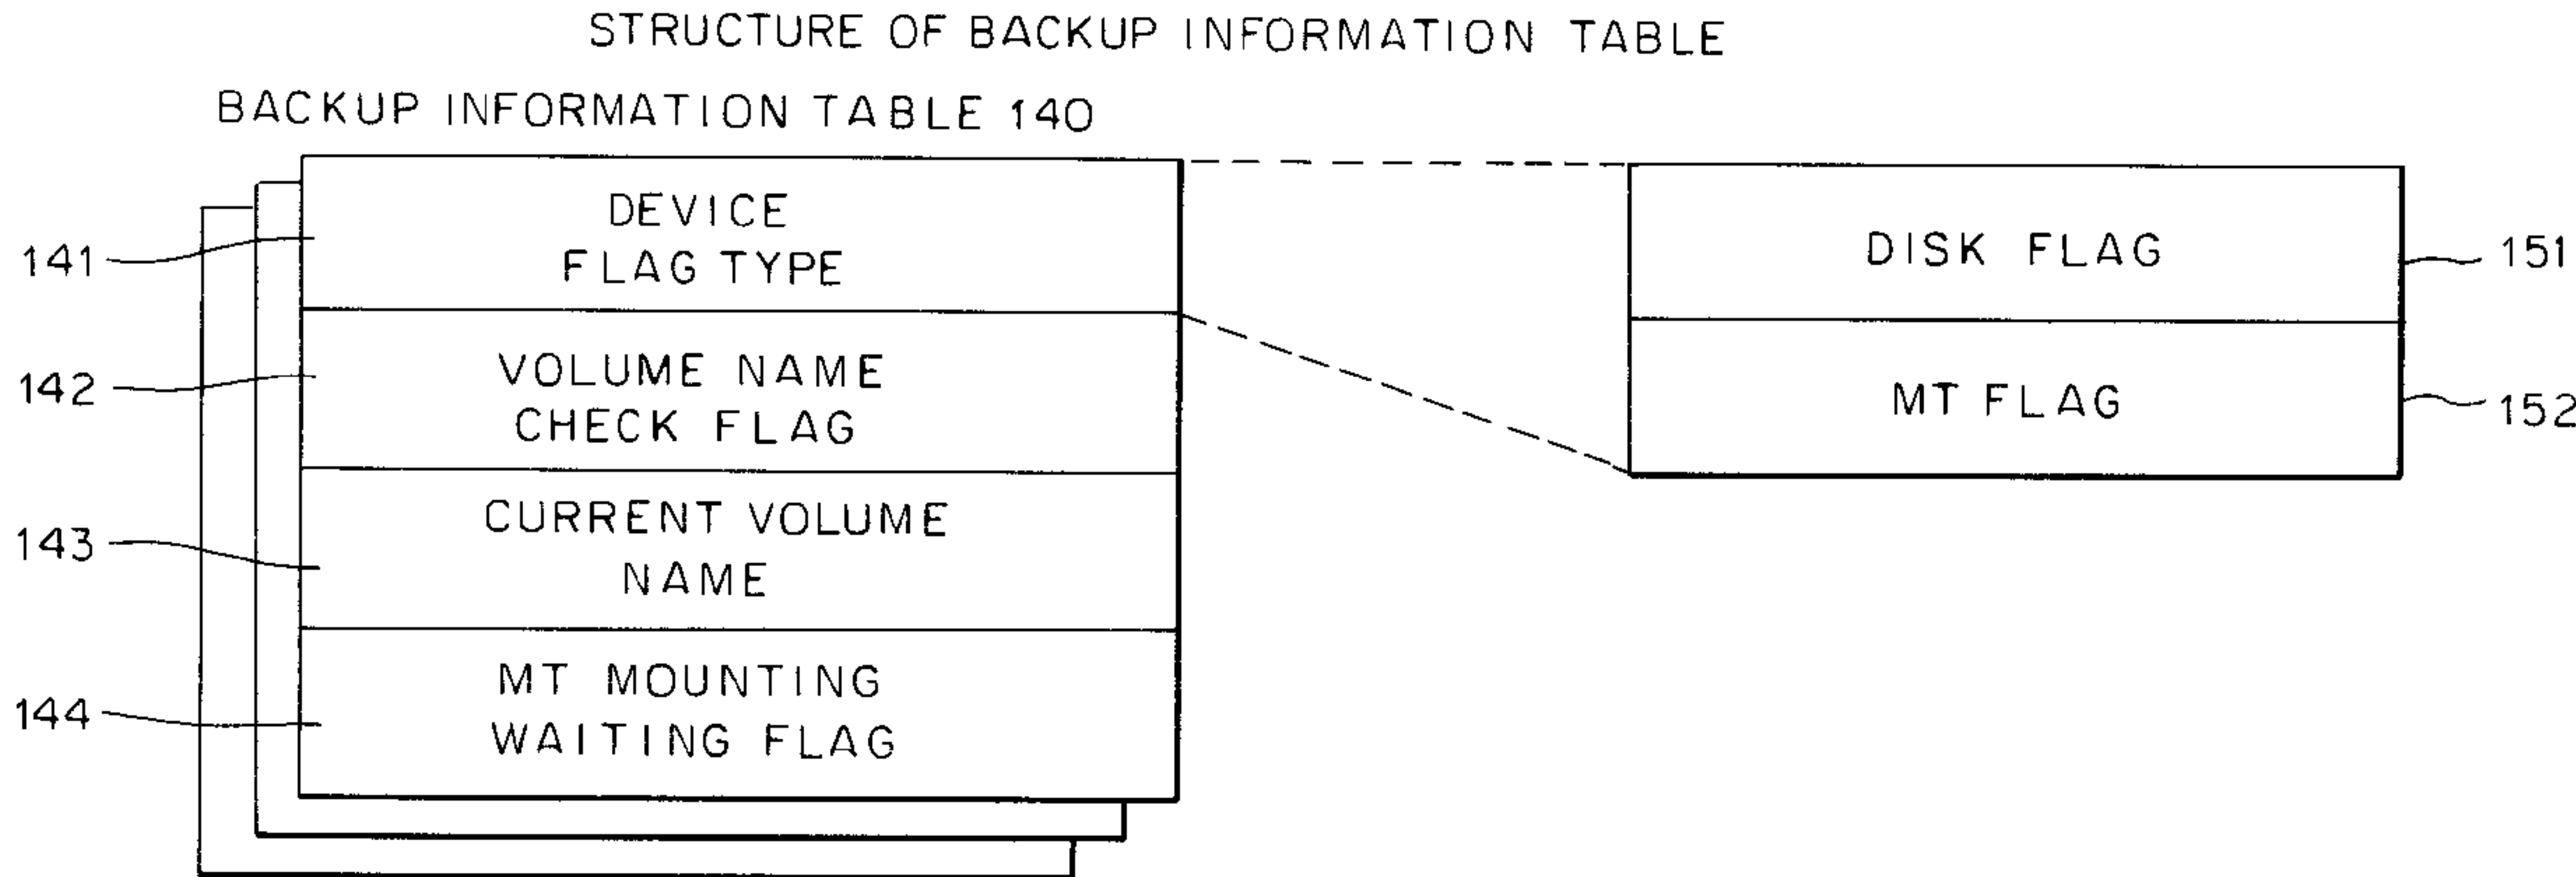 STRUCTURE OF BACKUP INFORMATION TABLE
BACKUP INFORMATION TABLE 140
DEVICE
FLAG TYPE
141
VOLUME NAME
CHECK FLAG
142
CURRENT VOLUME
NAME
143
MT MOUNTING
WAITING FLAG
144
DISK FLAG
151
MT FLAG
152